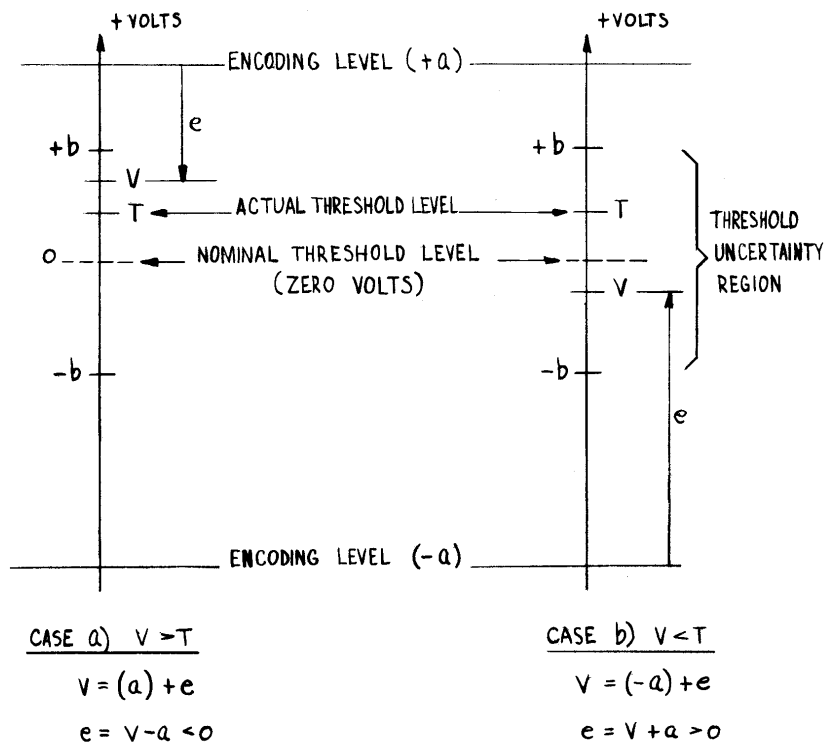 +VOLTS
+VOLTS
ENCODING LEVEL (+a)
e
+b
+b
V
T
ACTUAL THRESHOLD LEVEL
T
THRESHOLD
UNCERTAINTY
REGION
0
NOMINAL THRESHOLD LEVEL
(ZERO VOLTS)
V
-b
-b
e
ENCODING LEVEL (-a)
CASE a) V > T
V = (a) + e
e = V - a < 0
CASE b) V < T
V = (-a) + e
e = V + a > 0